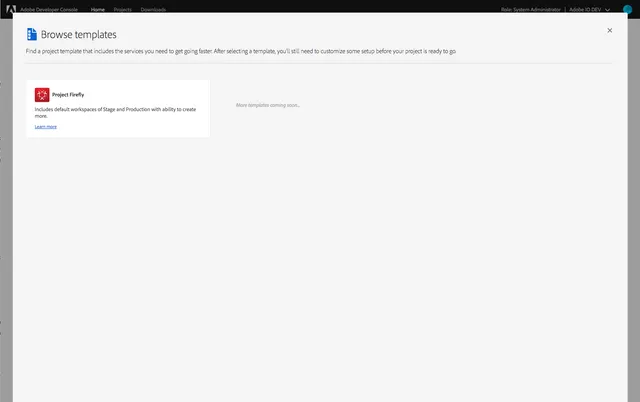 Adobe Developer Console Home Projects Downloads Role: System Administrator | Adobe IO DEV
Browse templates
Find a project template that includes the services you need to get going faster. After selecting a template, you'll still need to customize some setup before your project is ready to go.
Project Firefly
Includes default workspaces of Stage and Production with ability to create
more.
Learn more
More templates coming soon...